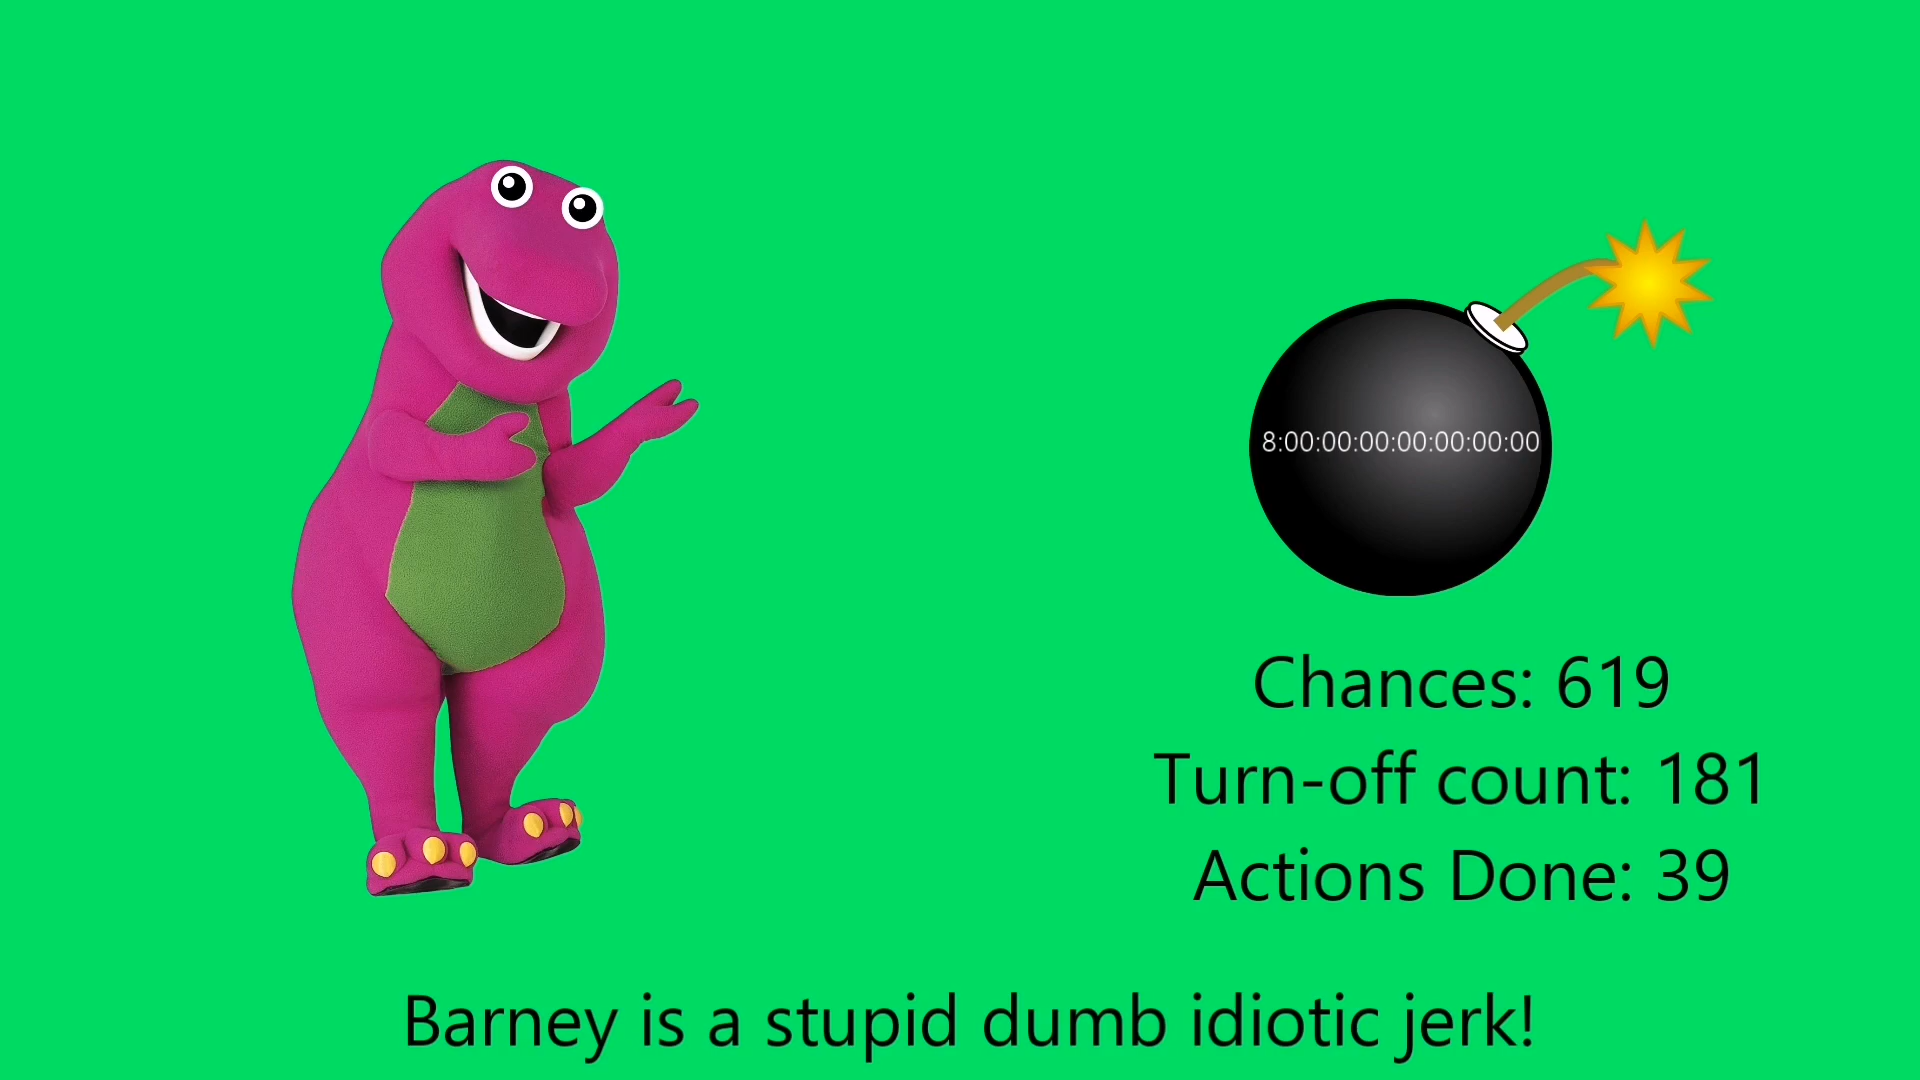 8:00:00:00:00:00:00:00
Chances: 619
Turn-off count: 181
Actions Done: 39
Barney is a stupid dumb idiotic jerk!